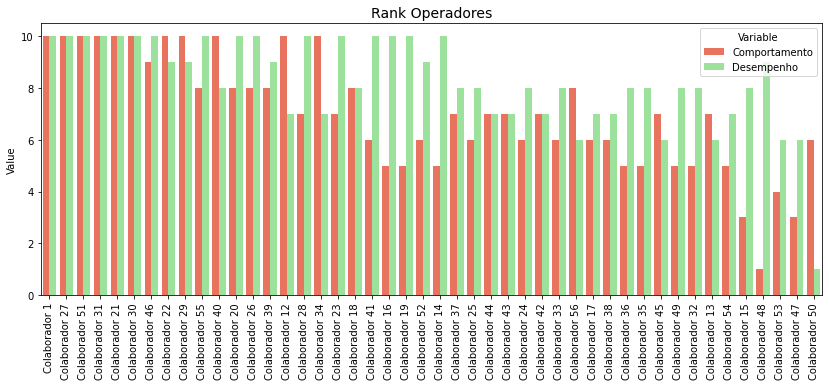 Rank Operadores
Variable
Comportamento
Desempenho
Value
10
8
6
4
2
0
Colaborador 1
Colaborador 27
Colaborador 51
Colaborador 31
Colaborador 21
Colaborador 30
Colaborador 46
Colaborador 22
Colaborador 29
Colaborador 55
Colaborador 40
Colaborador 20
Colaborador 26
Colaborador 39
Colaborador 12
Colaborador 28
Colaborador 34
Colaborador 23
Colaborador 18
Colaborador 41
Colaborador 16
Colaborador 19
Colaborador 52
Colaborador 14
Colaborador 37
Colaborador 25
Colaborador 44
Colaborador 43
Colaborador 24
Colaborador 42
Colaborador 33
Colaborador 56
Colaborador 17
Colaborador 38
Colaborador 36
Colaborador 35
Colaborador 45
Colaborador 49
Colaborador 32
Colaborador 13
Colaborador 54
Colaborador 15
Colaborador 48
Colaborador 53
Colaborador 47
Colaborador 50